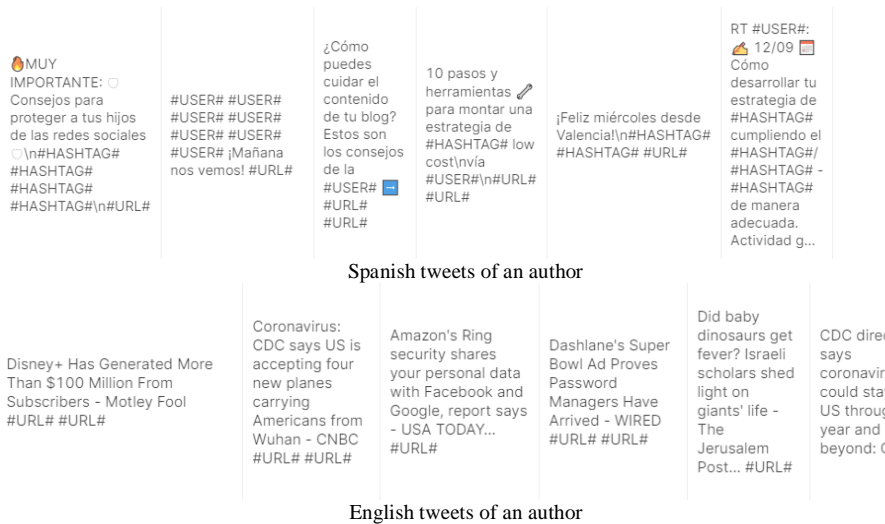 🔥MUY
IMPORTANTE:
Consejos para
proteger a tus hijos
de las redes sociales
\n#HASHTAG#
#HASHTAG#
#HASHTAG#
#HASHTAG#\n#URL#
#USER# #USER#
#USER# #USER#
#USER# #USER#
#USER# ¡Mañana
nos vemos! #URL#
¿Cómo
puedes
cuidar el
contenido
de tu blog?
Estos son
los consejos
de la
#USER# ➡
#URL#
#URL#
10 pasos y
herramientas 🔗
para montar una
estrategia de
#HASHTAG# low
cost\nvía
#USER#\n#URL#
#URL#
¡Feliz miércoles desde
Valencia!\n#HASHTAG#
#HASHTAG# #URL#
RT #USER#:
✍ 12/09 🗓
Cómo
desarrollar tu
estrategia de
#HASHTAG#
cumpliendo el
#HASHTAG#/
#HASHTAG# -
#HASHTAG#
de manera
adecuada.
Actividad g...
Spanish tweets of an author
Disney+ Has Generated More
Than $100 Million From
Subscribers - Motley Fool
#URL# #URL#
Coronavirus:
CDC says US is
accepting four
new planes
carrying
Americans from
Wuhan - CNBC
#URL# #URL#
Amazon's Ring
security shares
your personal data
with Facebook and
Google, report says
- USA TODAY...
#URL#
Dashlane's Super
Bowl Ad Proves
Password
Managers Have
Arrived - WIRED
#URL# #URL#
Did baby
dinosaurs get
fever? Israeli
scholars shed
light on
giants' life -
The
Jerusalem
Post... #URL#
CDC
says
could
US
year and
beyond:
English tweets of an author